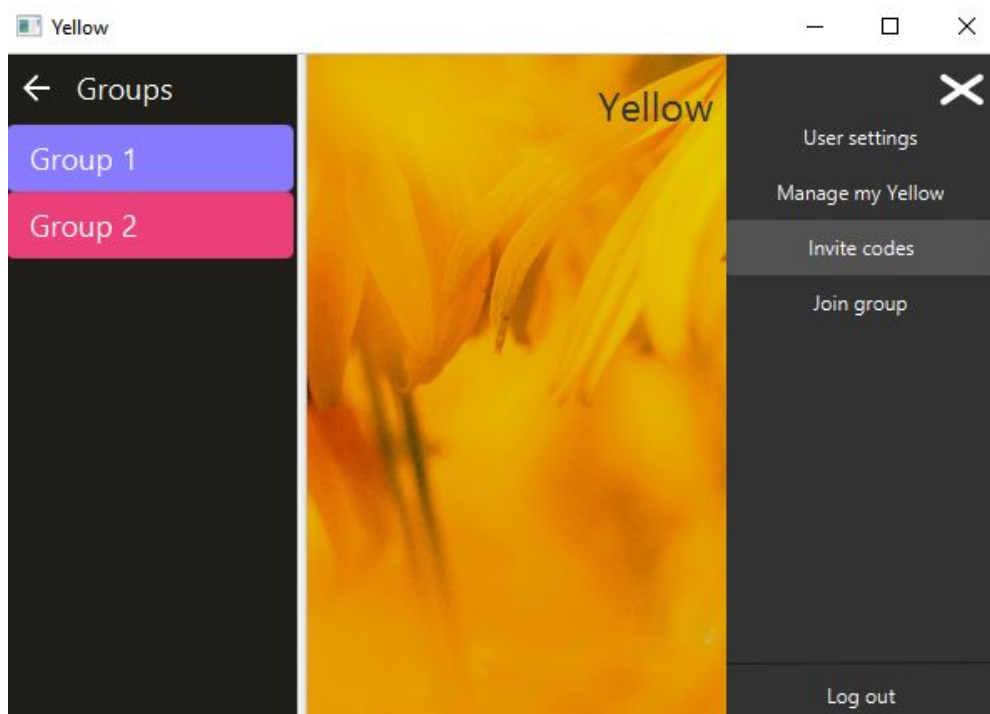 Yellow
Groups
Group 1
Group 2
Yellow
User settings
Manage my Yellow
Invite codes
Join group
Log out